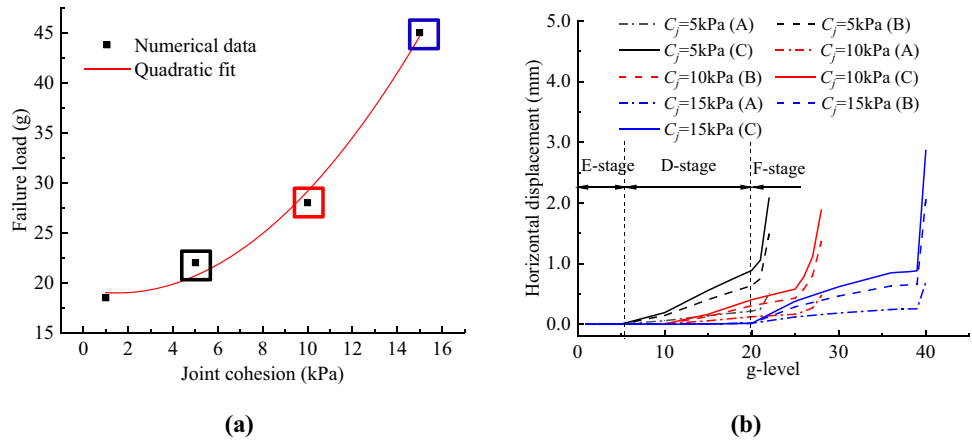 45
40
35
30
25
20
15
Failure load (g)
Numerical data
Quadratic fit
0 2 4 6 8 10 12 14 16
Joint cohesion (kPa)
(a)
5.0
4.0
3.0
2.0
1.0
0.0
Horizontal displacement (mm)
Cj=5kPa (A) Cj=5kPa (B)
Cj=5kPa (C) Cj=10kPa (A)
Cj=10kPa (B) Cj=10kPa (C)
Cj=15kPa (A) Cj=15kPa (B)
Cj=15kPa (C)
E-stage D-stage F-stage
0 10 20 30 40
g-level
(b)